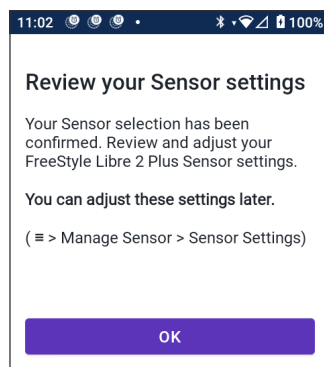 11:02 100%
Review your Sensor settings
Your Sensor selection has been
confirmed. Review and adjust your
FreeStyle Libre 2 Plus Sensor settings.
You can adjust these settings later.
( ≡ > Manage Sensor > Sensor Settings)
OK